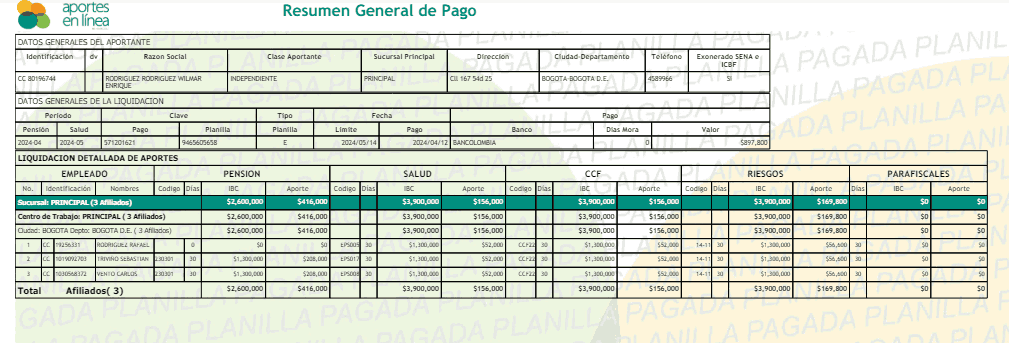 aportes
en línea
Resumen General de Pago
DATOS GENERALES DEL APORTANTE
Identificación dv Razon Social Clase Aportante Sucursal Principal Direccion Ciudad-Departamento Teléfono Exonerado SENA e ICBF
CC 80196744 RODRIGUEZ RODRIGUEZ WILMAR ENRIQUE INDEPENDIENTE PRINCIPAL Cll 167 54d 25 BOGOTA-BOGOTA D.E. 4589966 SI
DATOS GENERALES DE LA LIQUIDACION
Periodo Clave Tipo Fecha Pago
Pensión Salud Pago Planilla Planilla Limite Pago Banco Dias Mora Valor
2024-04 2024-05 571201621 9465605658 E 2024/05/14 2024/04/12 BANCOLOMBIA 0 $897,800
LIQUIDACION DETALLADA DE APORTES
EMPLEADO PENSION SALUD CCF RIESGOS PARAFISCALES
No. Identificación Nombres Codigo Dias IBC Aporte Codigo Dias IBC Aporte Codigo Dias IBC Aporte Codigo Dias IBC Aporte Dias IBC Aporte
Sucursal: PRINCIPAL (3 Afiliados) $2,600,000 $416,000 $3,900,000 $156,000 $3,900,000 $156,000 $3,900,000 $169,800 $0 $0
Centro de Trabajo: PRINCIPAL ( 3 Afiliados) $2,600,000 $416,000 $3,900,000 $156,000 $3,900,000 $156,000 $3,900,000 $169,800 $0 $0
Ciudad: BOGOTA Depto: BOGOTA D.E. ( 3 Afiliados) $2,600,000 $416,000 $3,900,000 $156,000 $3,900,000 $156,000 $3,900,000 $169,800 $0 $0
1 CC 19256331 RODRIGUEZ RAFAEL 0 $0 $0 EPS005 30 $1,300,000 $52,000 CCF22 30 $1,300,000 $52,000 14-11 30 $1,300,000 $56,600 30 $0 $0
2 CC 1019092703 TRIVIÑO SEBASTIAN 230301 30 $1,300,000 $208,000 EPS017 30 $1,300,000 $52,000 CCF22 30 $1,300,000 $52,000 14-11 30 $1,300,000 $56,600 30 $0 $0
3 CC 1030568372 VENTO CARLOS 230301 30 $1,300,000 $208,000 EPS008 30 $1,300,000 $52,000 CCF22 30 $1,300,000 $52,000 14-11 30 $1,300,000 $56,600 30 $0 $0
Total Afiliados( 3) $2,600,000 $416,000 $3,900,000 $156,000 $3,900,000 $156,000 $3,900,000 $169,800 $0 $0
PLANILLA PAGADA